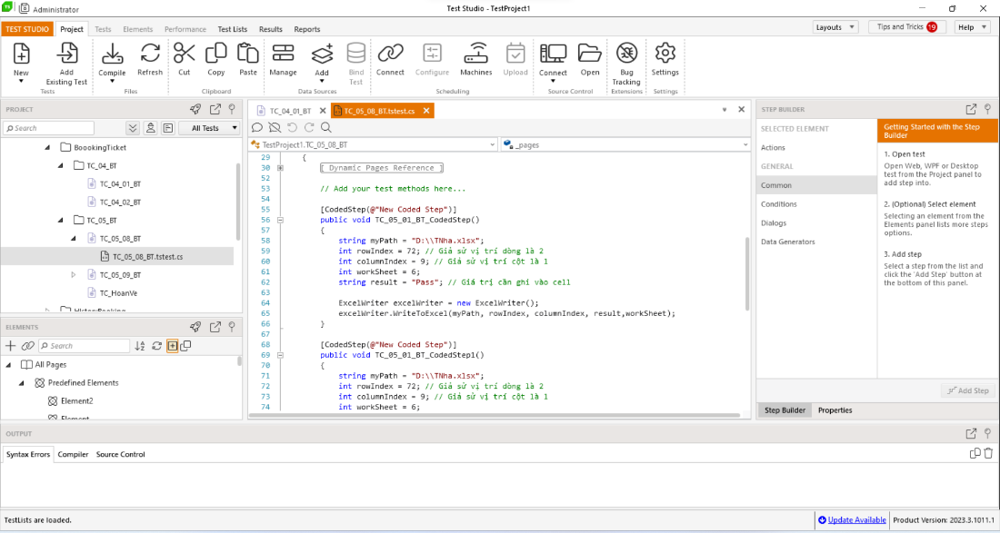 Administrator
Test Studio - TestProject1
TEST STUDIO Project Tests Elements Performance Test Lists Results Reports
Layouts Tips and Tricks 19 Help
New Add Existing Test Compile Refresh Cut Copy Paste Manage Add Bind Test Connect Configure Machines Upload Connect Open Bug Tracking Settings
Tests Files Clipboard Data Sources Scheduling Source Control Extensions Settings
PROJECT
Search
All Tests
BoookingTicket
TC_04_BT
TC_04_01_BT
TC_04_02_BT
TC_05_BT
TC_05_08_BT
TC_05_08_BT.tstest.cs
TC_05_09_BT
TC_HoanVe
HistoryBooking
ELEMENTS
Search
All Pages
Predefined Elements
Element2
Element
TC_04_01_BT TC_05_08_BT.tstest.cs
TestProject1.TC_05_08_BT _pages
29 {
30 [ Dynamic Pages Reference ]
52
53 // Add your test methods here...
54
55 [CodedStep(@"New Coded Step")]
56 public void TC_05_01_BT_CodedStep()
57 {
58 string myPath = "D:\\TNha.xlsx";
59 int rowIndex = 72; // Giả sử vị trí dòng là 2
60 int columnIndex = 9; // Giả sử vị trí cột là 1
61 int workSheet = 6;
62 string result = "Pass"; // Giá trị cần ghi vào cell
63
64 ExcelWriter excelWriter = new ExcelWriter();
65 excelWriter.WriteToExcel(myPath, rowIndex, columnIndex, result,workSheet);
66 }
67
68 [CodedStep(@"New Coded Step")]
69 public void TC_05_01_BT_CodedStep1()
70 {
71 string myPath = "D:\\TNha.xlsx";
72 int rowIndex = 72; // Giả sử vị trí dòng là 2
73 int columnIndex = 9; // Giả sử vị trí cột là 1
74 int workSheet = 6;
STEP BUILDER
SELECTED ELEMENT
Actions
GENERAL
Common
Conditions
Dialogs
Data Generators
Getting Started with the Step
Builder
1. Open test
Open Web, WPF or Desktop
test from the Project panel to
add step into.
2. (Optional) Select element
Selecting an element from the
Elements panel lists more steps
options.
3. Add step
Select a step from the list and
click the 'Add Step' button at
the bottom of this panel.
Add Step
Step Builder Properties
OUTPUT
Syntax Errors Compiler Source Control
TestLists are loaded.
Update Available Product Version: 2023.3.1011.1